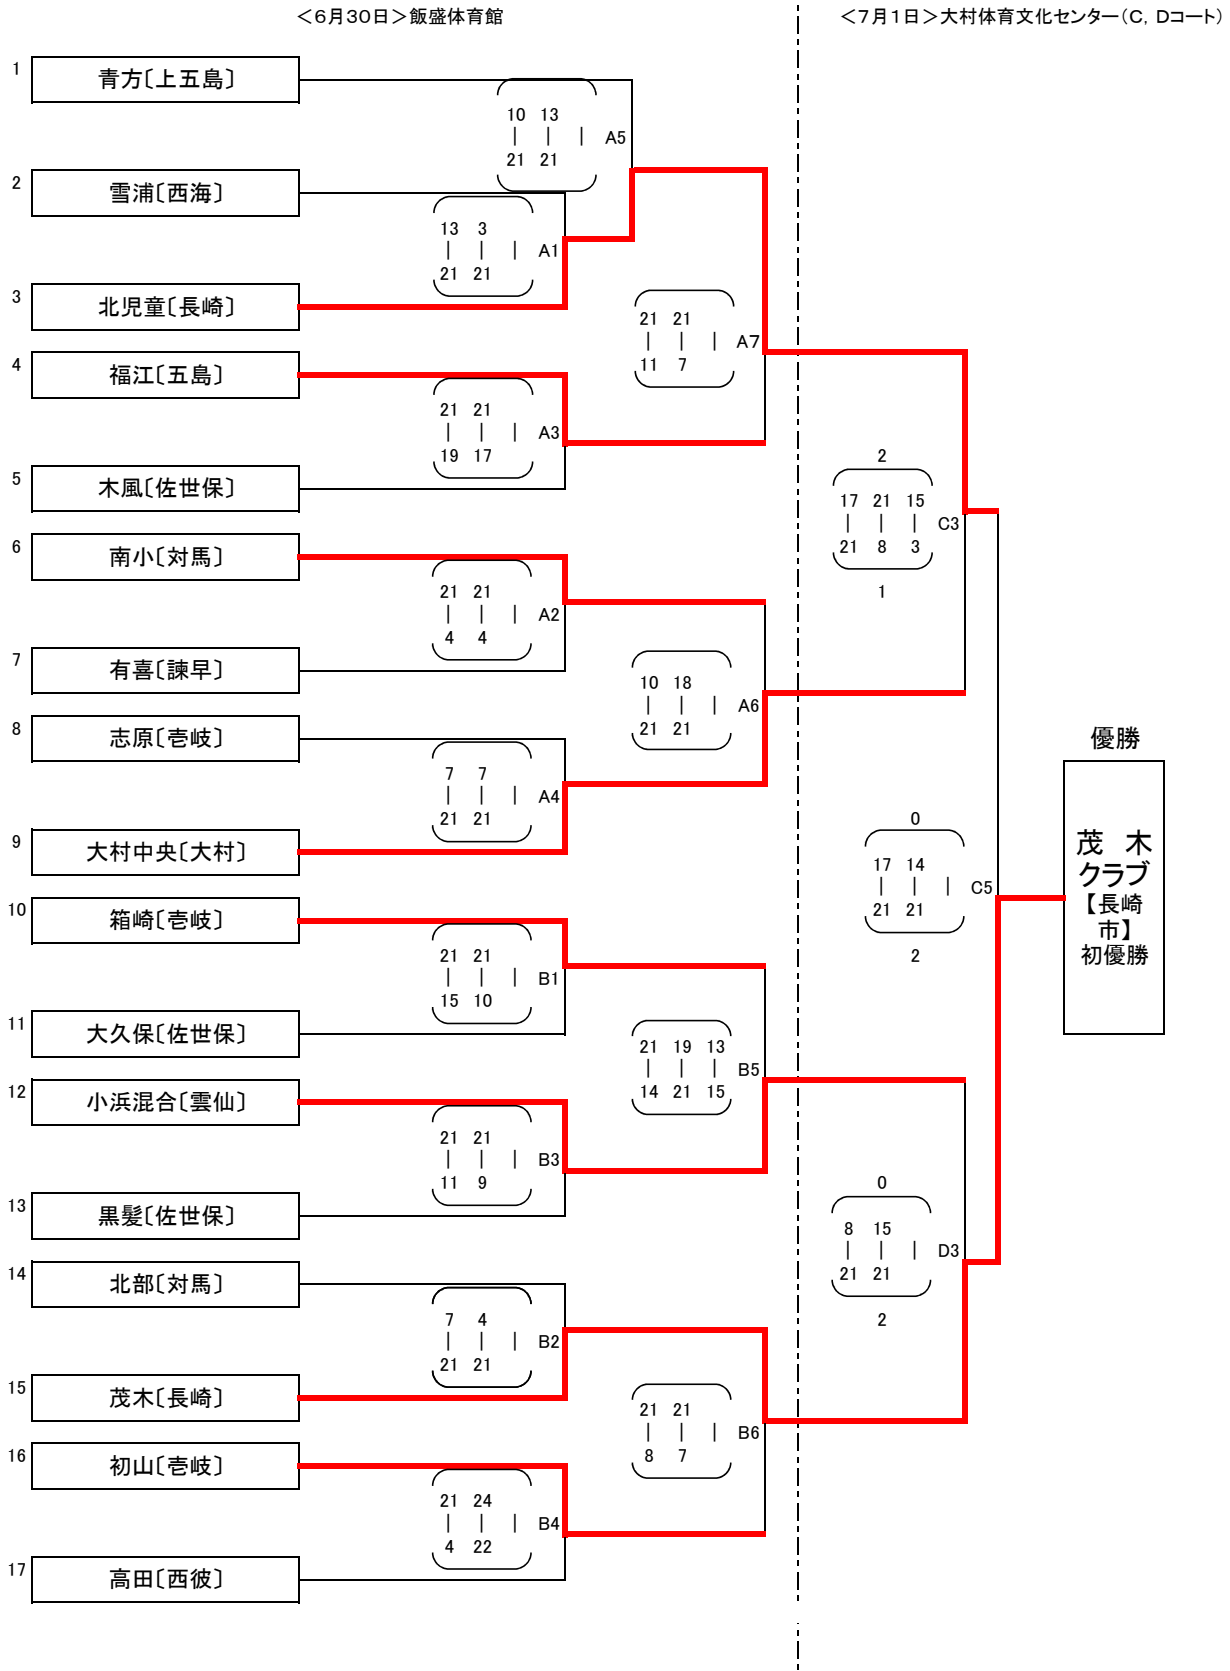 ＜6月30日＞飯盛体育館
＜7月1日＞大村体育文化センター（C，Dコート）
1 青方〔上五島〕
10 13
| | | A5
21 21
2 雪浦〔西海〕
13 3
| | | A1
21 21
3 北児童〔長崎〕
21 21
| | | A7
11 7
4 福江〔五島〕
21 21
| | | A3
19 17
5 木風〔佐世保〕
2
17 21 15
| | | C3
21 8 3
1
6 南小〔対馬〕
21 21
| | | A2
4 4
7 有喜〔諫早〕
10 18
| | | A6
21 21
8 志原〔壱岐〕
7 7
| | | A4
21 21
9 大村中央〔大村〕
0
17 14
| | | C5
21 21
2
優勝
茂 木
クラブ
【長崎
市】
初優勝
10 箱崎〔壱岐〕
21 21
| | | B1
15 10
11 大久保〔佐世保〕
21 19 13
| | | B5
14 21 15
12 小浜混合〔雲仙〕
21 21
| | | B3
11 9
13 黒髪〔佐世保〕
0
8 15
| | | D3
21 21
2
14 北部〔対馬〕
7 4
| | | B2
21 21
15 茂木〔長崎〕
21 21
| | | B6
8 7
16 初山〔壱岐〕
21 24
| | | B4
4 22
17 高田〔西彼〕